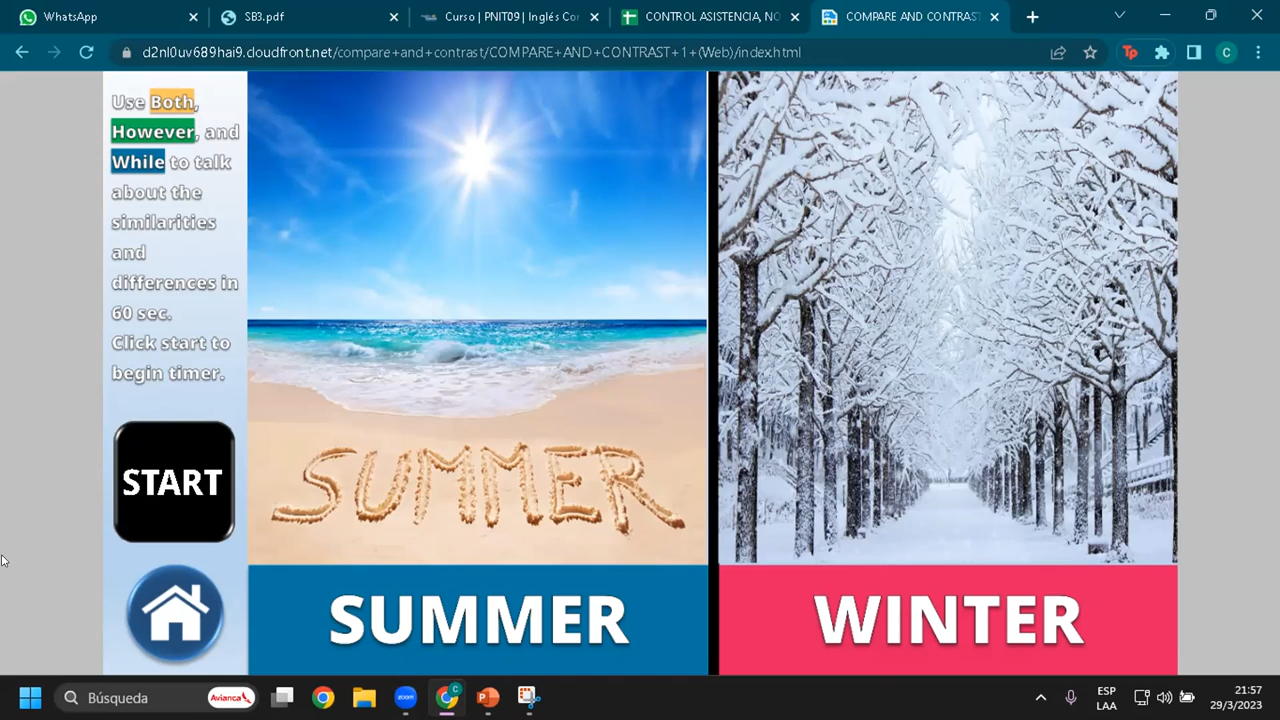 WhatsApp
SB3.pdf
Curso | PNIT09 | Inglés Cor
CONTROL ASISTENCIA, NO
COMPARE AND CONTRAST
d2nl0uv689hai9.cloudfront.net/compare+and+contrast/COMPARE+AND+CONTRAST+1+(Web)/index.html
C
Use Both,
However, and
While to talk
about the
similarities
and
differences in
60 sec.
Click start to
begin timer.
START
SUMMER
SUMMER
WINTER
Búsqueda
Avianca
zoom
C
ESP
LAA
21:57
29/3/2023